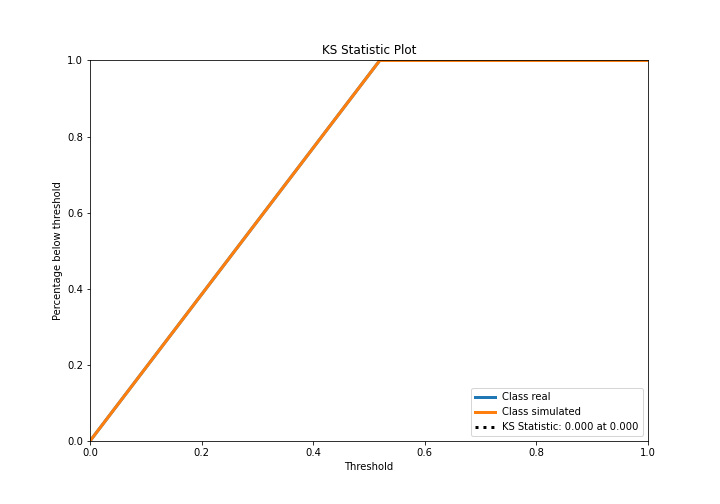 KS Statistic Plot
1.0
0.8
0.6
0.4
0.2
0.0
Percentage below threshold
Class real
Class simulated
KS Statistic: 0.000 at 0.000
0.0 0.2 0.4 0.6 0.8 1.0
Threshold